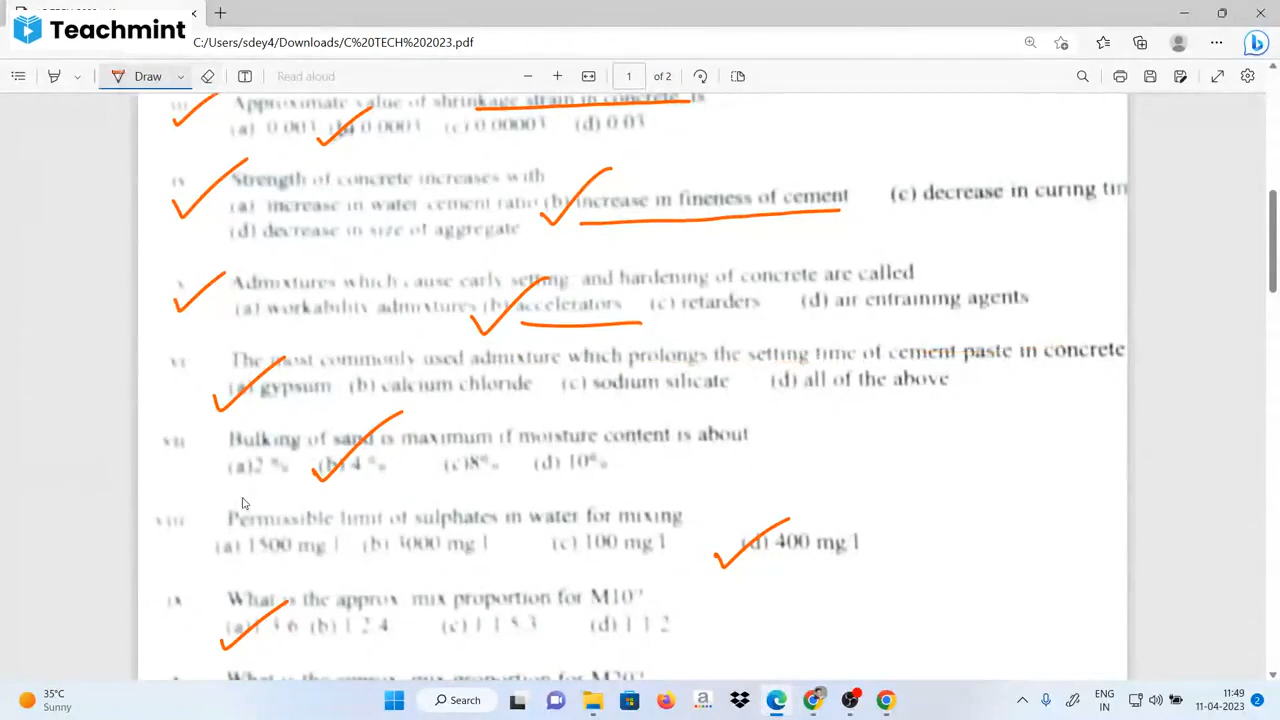 Teachmint
C:/Users/sdey4/Downloads/C%20TECH%202023.pdf
Draw Read aloud 1 of 2
iii Approximate value of shrinkage strain in concrete is
(a) 0.003 (b) 0.0003 (c) 0.00003 (d) 0.03
iv Strength of concrete increases with
(a) increase in water cement ratio (b) increase in fineness of cement (c) decrease in curing tim
(d) decrease in size of aggregate
v Admixtures which cause early setting and hardening of concrete are called
(a) workability admixtures (b) accelerators (c) retarders (d) air entraining agents
vi The most commonly used admixture which prolongs the setting time of cement paste in concrete
(a) gypsum (b) calcium chloride (c) sodium silicate (d) all of the above
vii Bulking of sand is maximum if moisture content is about
(a)2 % (b) 4 % (c)8% (d) 10%
viii Permissible limit of sulphates in water for mixing
(a) 1500 mg l (b) 3000 mg l (c) 100 mg l (d) 400 mg l
ix What is the approx mix proportion for M10?
(a) 3 6 (b) 1 2 4 (c) 1 1 5 3 (d) 1 1 2
What is the approx mix proportion for M20?
35°C
Sunny
Search
ENG
IN
11:49
11-04-2023
2